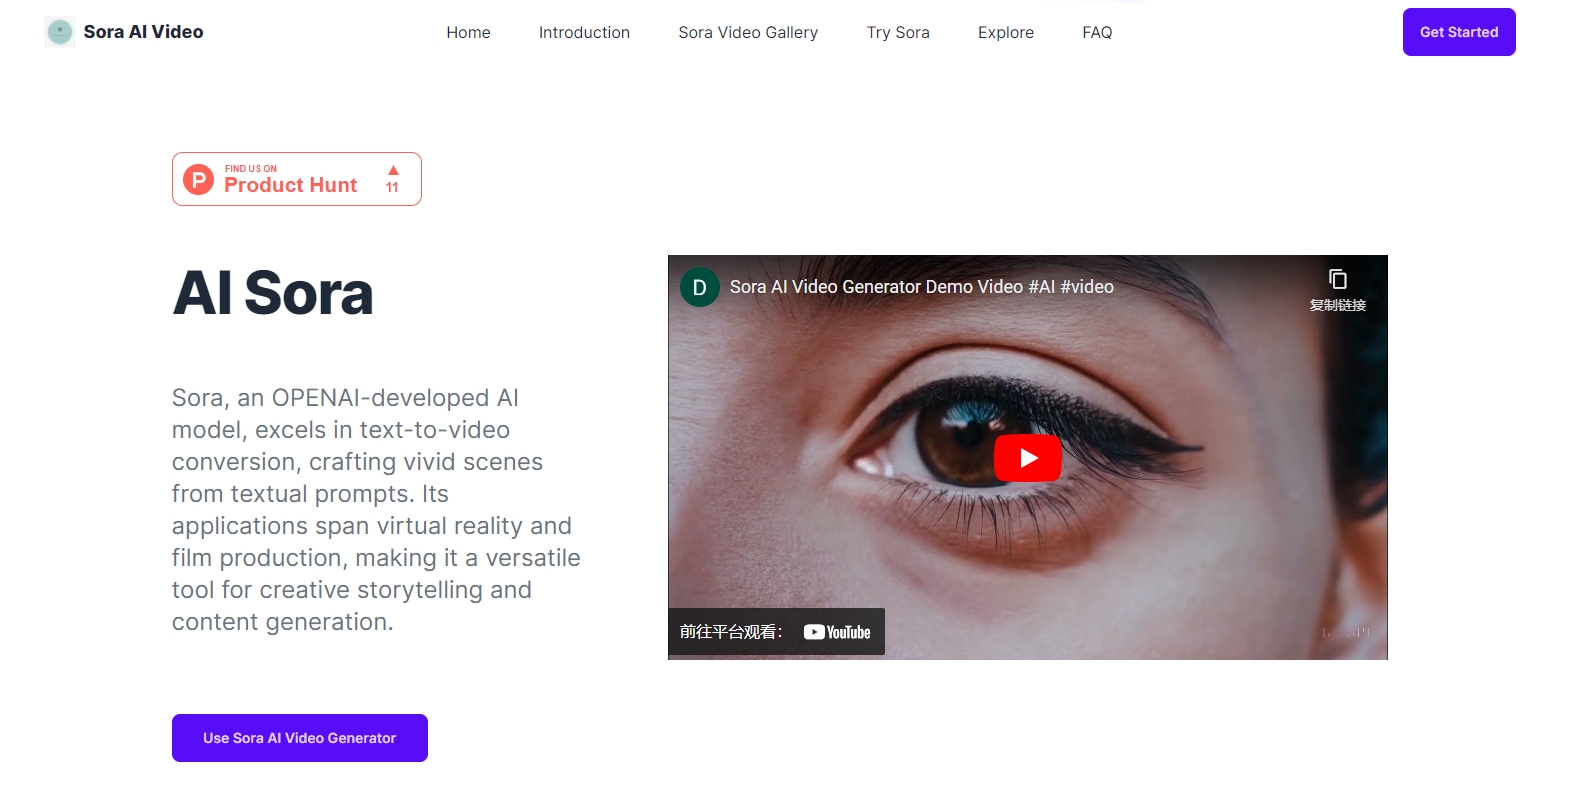 Sora AI Video
Home
Introduction
Sora Video Gallery
Try Sora
Explore
FAQ
Get Started
FIND US ON
Product Hunt
11
AI Sora
Sora, an OPENAI-developed AI
model, excels in text-to-video
conversion, crafting vivid scenes
from textual prompts. Its
applications span virtual reality and
film production, making it a versatile
tool for creative storytelling and
content generation.
Use Sora AI Video Generator
D
Sora AI Video Generator Demo Video #AI #video
复制链接
前往平台观看：
YouTube